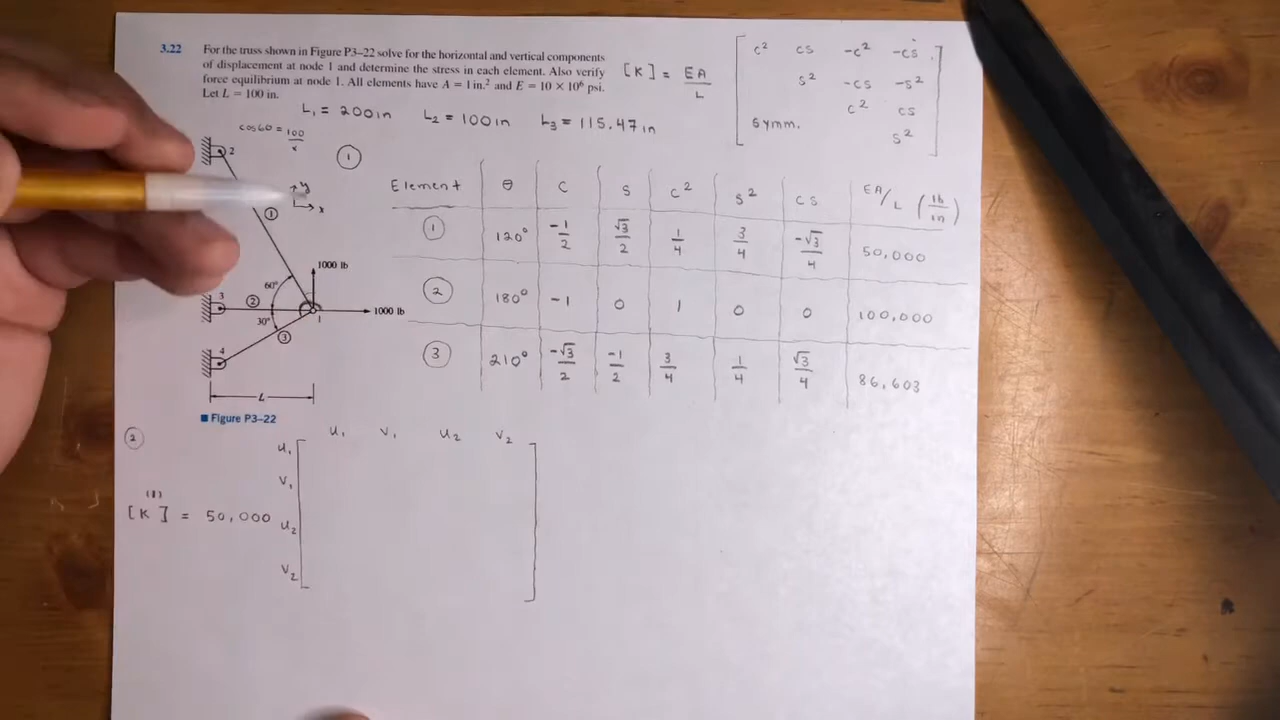 3.22 For the truss shown in Figure P3–22 solve for the horizontal and vertical components
of displacement at node 1 and determine the stress in each element. Also verify
force equilibrium at node 1. All elements have A = 1 in.² and E = 10 × 10⁶ psi.
Let L = 100 in.
[K] = EA/L
c² cs -c² -cs
s² -cs -s²
c² cs
symm. s²
L₁ = 200in L₂ = 100in L₃ = 115.47in
cos60 = 100/x
①
2
y
x
①
1000 lb
60°
3 ② 1 1000 lb
30°
③
4
L
■ Figure P3–22
Element θ C S C² S² CS EA/L (lb/in)
① 120° -1/2 √3/2 1/4 3/4 -√3/4 50,000
② 180° -1 0 1 0 0 100,000
③ 210° -√3/2 -1/2 3/4 1/4 √3/4 86,603
②
u₁ v₁ u₂ v₂
u₁
v₁
[K]⁽¹⁾ = 50,000 u₂
v₂